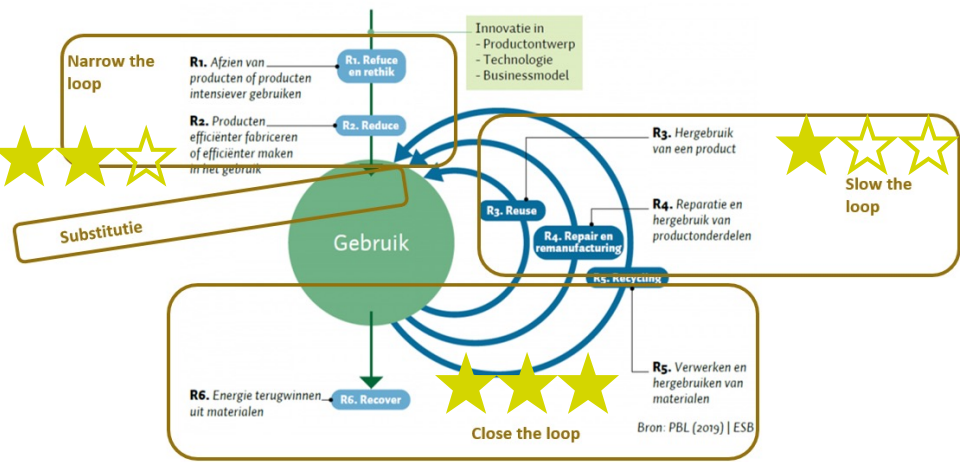 Innovatie in
- Productontwerp
- Technologie
- Businessmodel
Narrow the
loop
R1. Afzien van
producten of producten
intensiever gebruiken
R1. Refuce
en rethik
R2. Producten
efficiënter fabriceren
of efficiënter maken
in het gebruik
R2. Reduce
R3. Hergebruik
van een product
Slow the
loop
R3. Reuse
R4. Reparatie en
hergebruik van
productonderdelen
R4. Repair en
remanufacturing
Substitutie
Gebruik
R5. Recycling
R5. Verwerken en
hergebruiken van
materialen
R6. Energie terugwinnen
uit materialen
R6. Recover
Close the loop
Bron: PBL (2019) | ESB